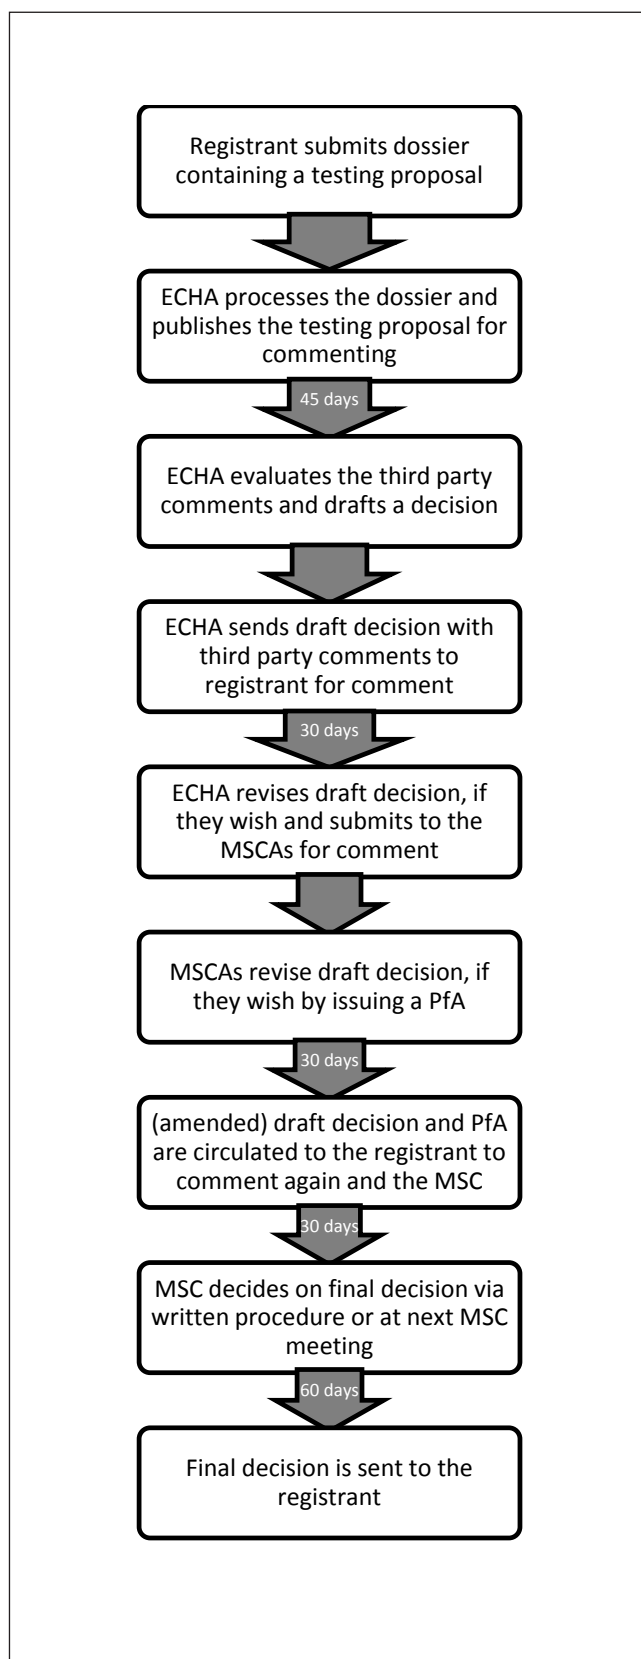 Registrant submits dossier
containing a testing proposal
ECHA processes the dossier and
publishes the testing proposal for
commenting
45 days
ECHA evaluates the third party
comments and drafts a decision
ECHA sends draft decision with
third party comments to
registrant for comment
30 days
ECHA revises draft decision, if
they wish and submits to the
MSCAs for comment
MSCAs revise draft decision, if
they wish by issuing a PfA
30 days
(amended) draft decision and PfA
are circulated to the registrant to
comment again and the MSC
30 days
MSC decides on final decision via
written procedure or at next MSC
meeting
60 days
Final decision is sent to the
registrant